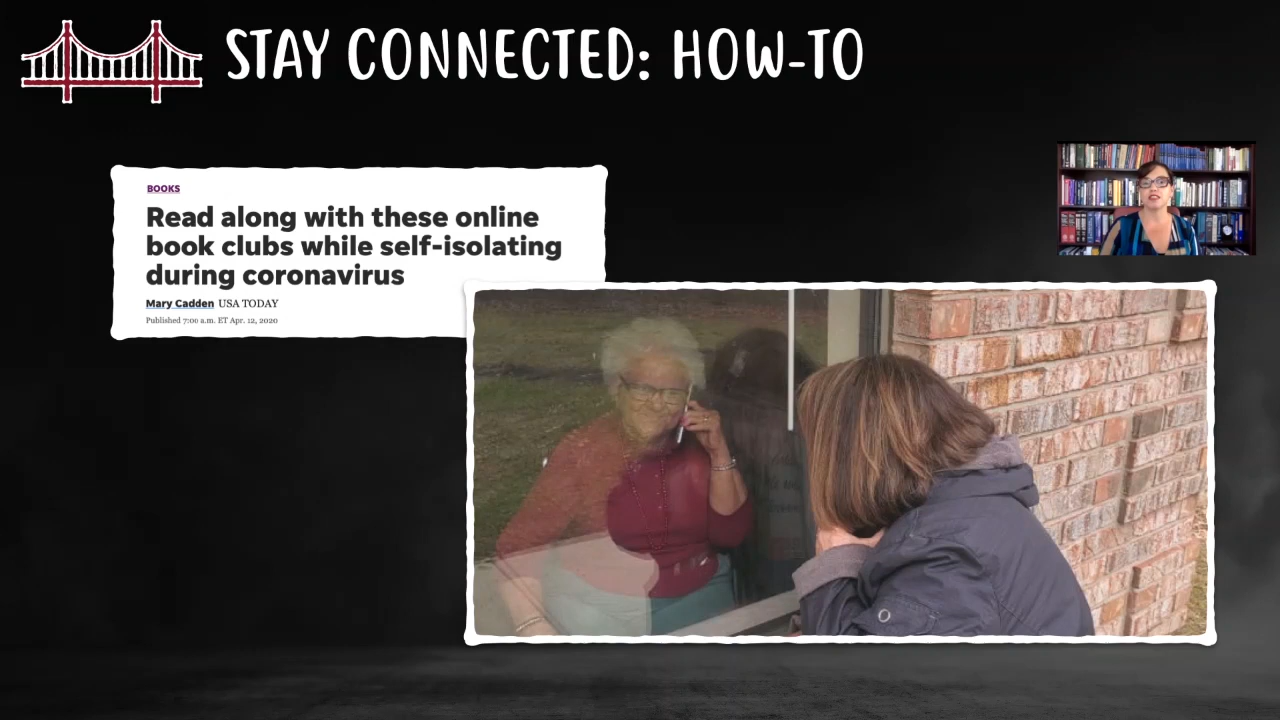 STAY CONNECTED: HOW-TO
BOOKS
Read along with these online
book clubs while self-isolating
during coronavirus
Mary Cadden USA TODAY
Published 7:00 a.m. ET Apr. 12, 2020